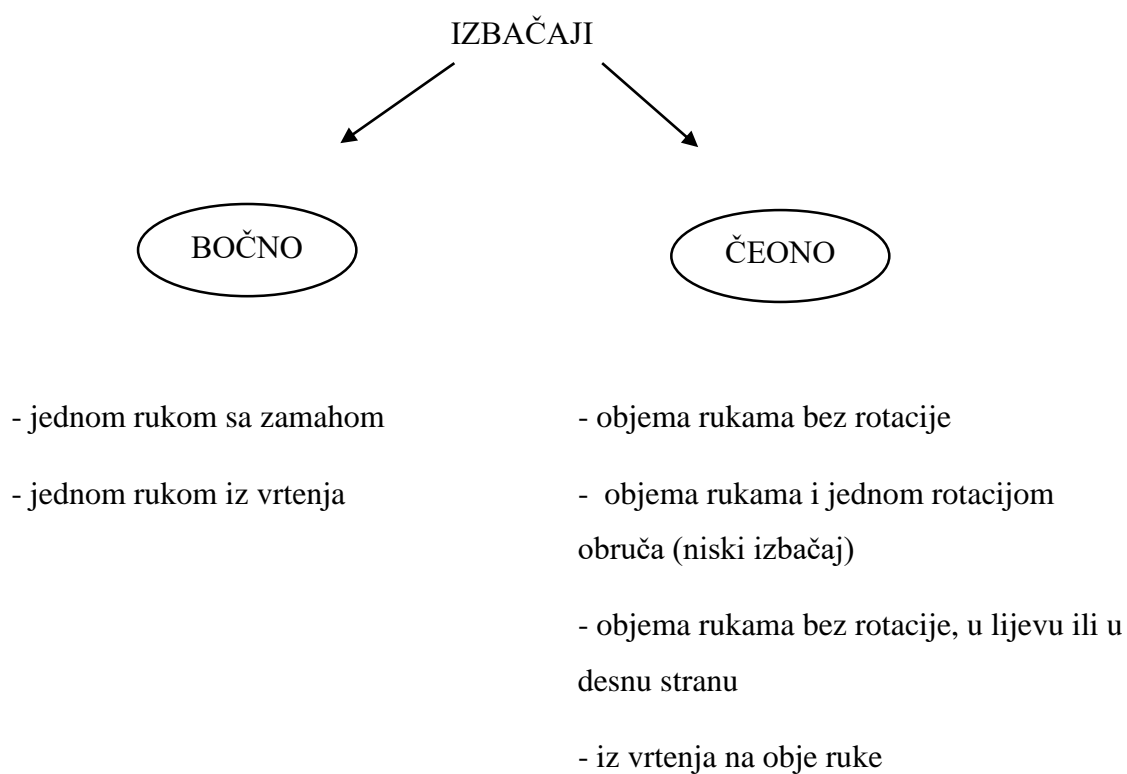 IZBAČAJI
BOČNO
ČEONO
- jednom rukom sa zamahom
- jednom rukom iz vrtenja
- objema rukama bez rotacije
- objema rukama i jednom rotacijom
obruča (niski izbačaj)
- objema rukama bez rotacije, u lijevu ili u
desnu stranu
- iz vrtenja na obje ruke